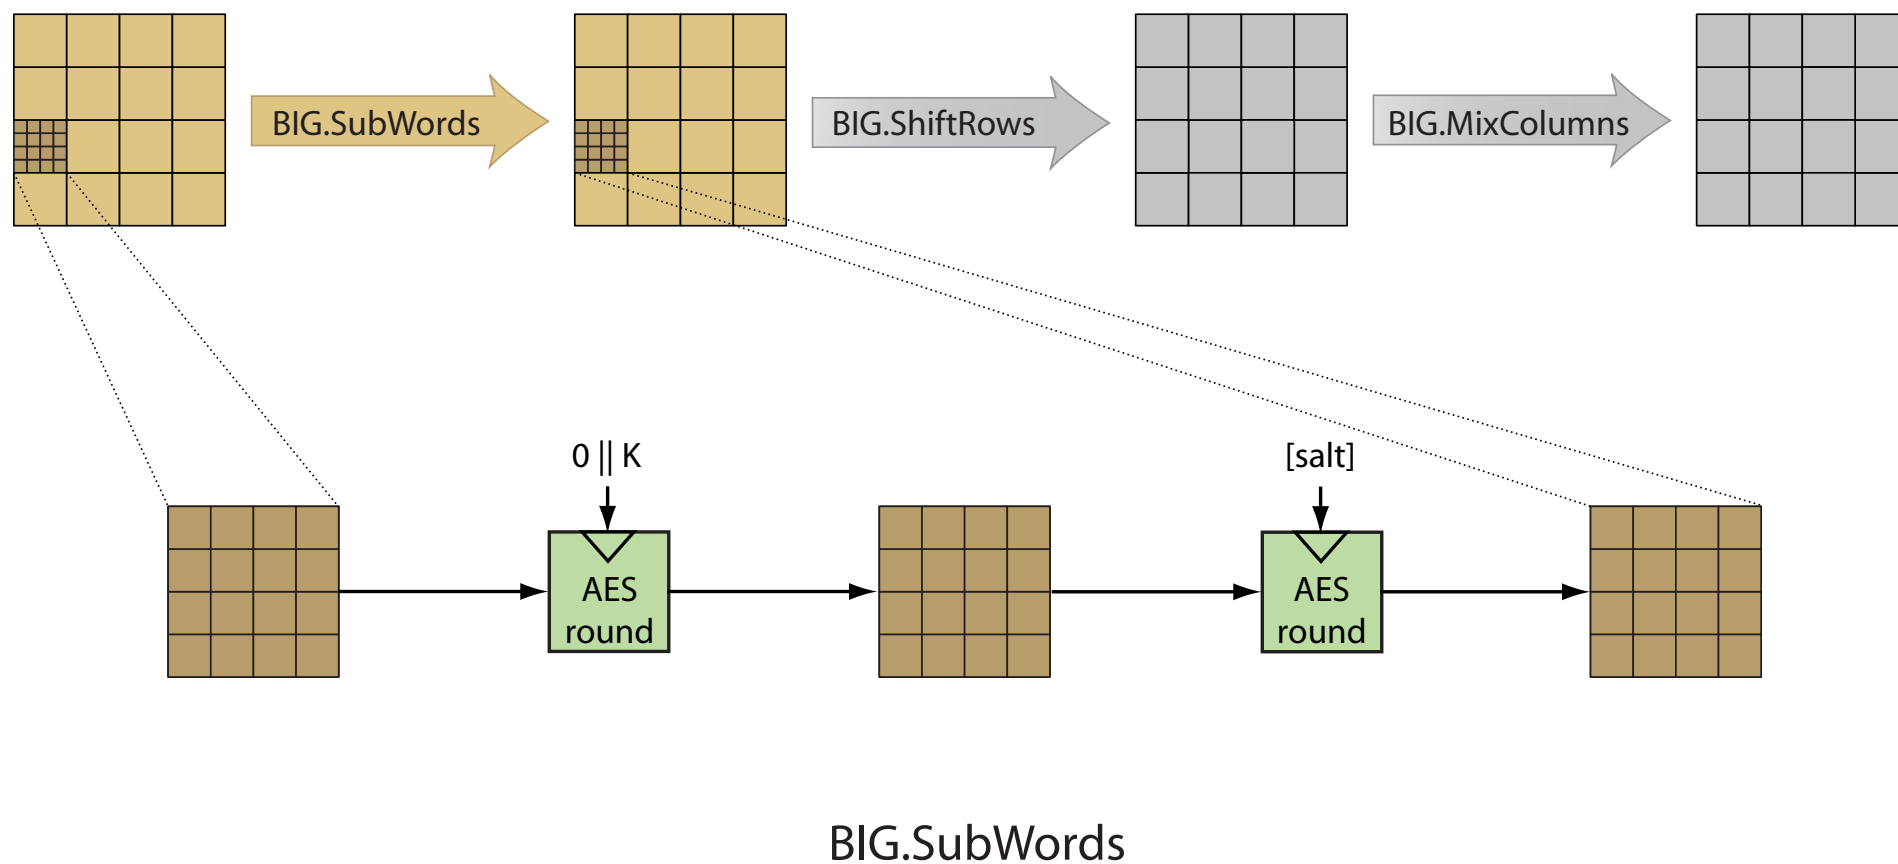 BIG.SubWords
BIG.ShiftRows
BIG.MixColumns
0 || K
[salt]
AES
round
AES
round
BIG.SubWords